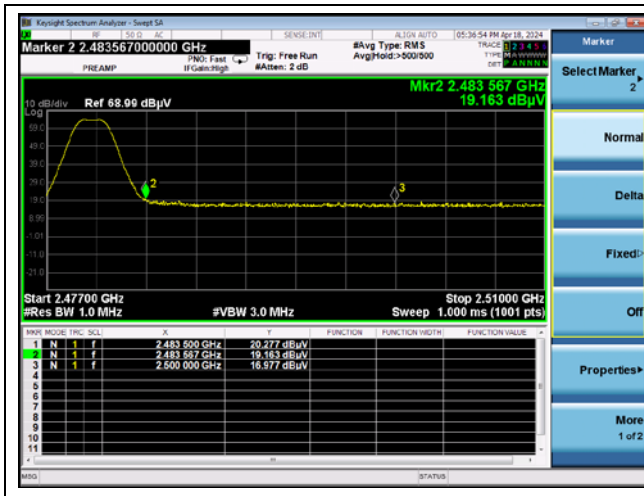 Keysight Spectrum Analyzer - Swept SA
RF 50 Ω AC SENSE:INT ALIGN AUTO 05:36:54 PM Apr 18, 2024
Marker 2 2.483567000000 GHz
PREAMP
PNO: Fast
IFGain:High
Trig: Free Run
#Atten: 2 dB
#Avg Type: RMS
Avg|Hold:>500/500
TRACE 1 2 3 4 5 6
TYPE
DET P A N N N N
Mkr2 2.483 567 GHz
19.163 dBµV
10 dB/div Ref 68.99 dBµV
Log
59.0
49.0
39.0
29.0
19.0
8.99
-1.01
-11.0
-21.0
2
3
Start 2.47700 GHz Stop 2.51000 GHz
#Res BW 1.0 MHz #VBW 3.0 MHz Sweep 1.000 ms (1001 pts)
MKR MODE TRC SCL X Y FUNCTION FUNCTION WIDTH FUNCTION VALUE
1 N 1 f 2.483 500 GHz 20.277 dBµV
2 N 1 f 2.483 567 GHz 19.163 dBµV
3 N 1 f 2.500 000 GHz 16.977 dBµV
4
5
6
7
8
9
10
11
MSG STATUS
Marker
Select Marker
2
Normal
Delta
Fixed
Off
Properties
More
1 of 2